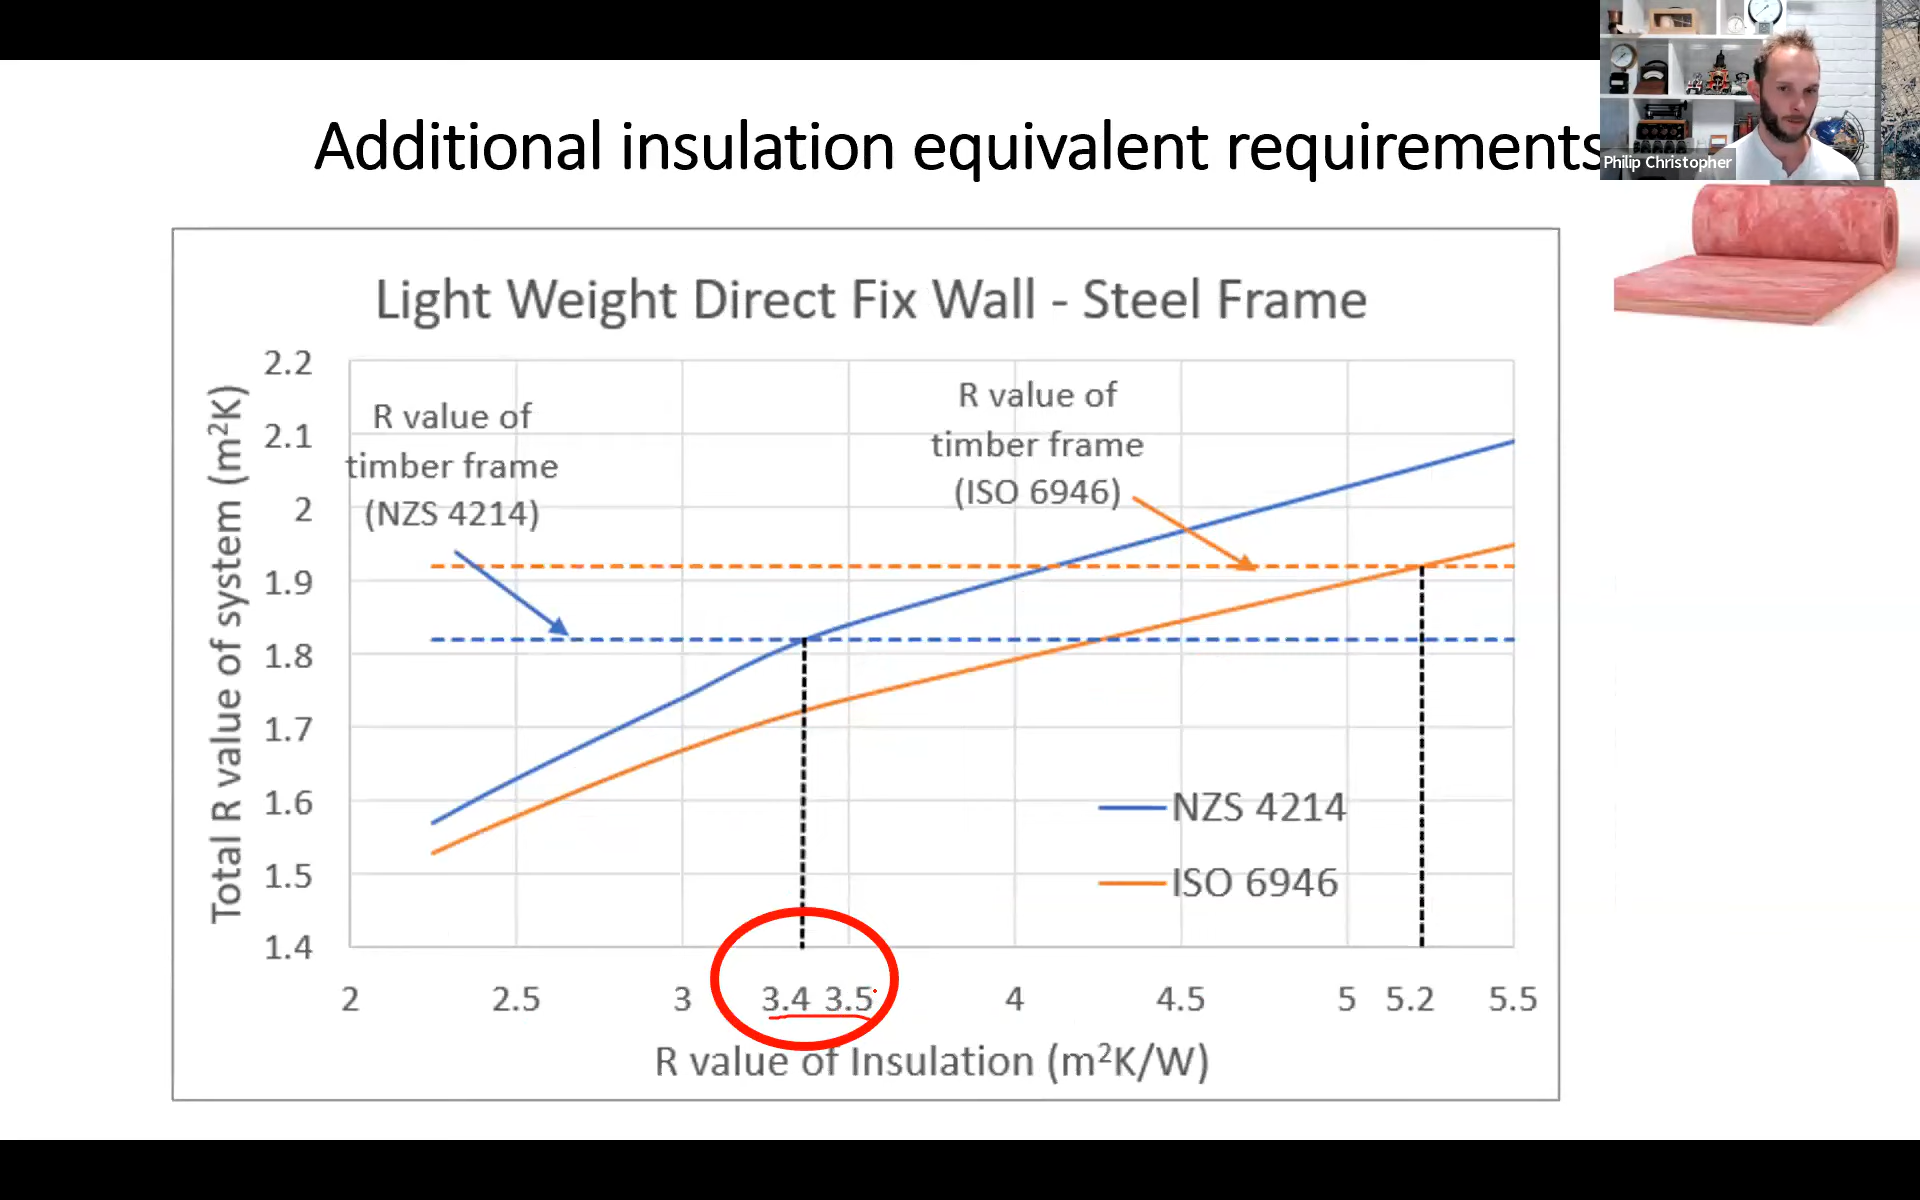 Additional insulation equivalent requirements
Philip Christopher
Light Weight Direct Fix Wall - Steel Frame
Total R value of system (m²K)
2.2
2.1
2
1.9
1.8
1.7
1.6
1.5
1.4
R value of
timber frame
(NZS 4214)
R value of
timber frame
(ISO 6946)
NZS 4214
ISO 6946
2 2.5 3 3.4 3.5 4 4.5 5 5.2 5.5
R value of Insulation (m²K/W)